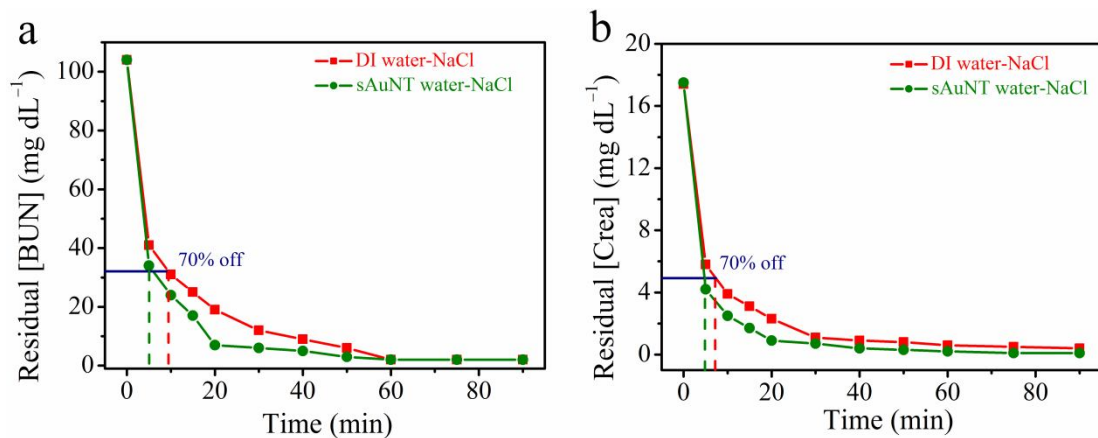 a
DI water-NaCl
sAuNT water-NaCl
70% off
Residual [BUN] (mg dL⁻¹)
100
80
60
40
20
0
0 20 40 60 80
Time (min)
b
DI water-NaCl
sAuNT water-NaCl
70% off
Residual [Crea] (mg dL⁻¹)
20
16
12
8
4
0
0 20 40 60 80
Time (min)